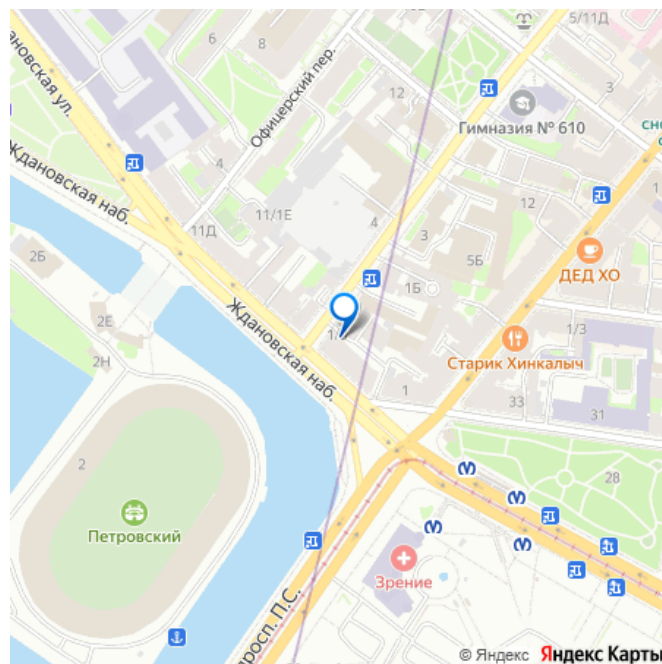 5/11Д
6
8
Ждановская ул.
Офицерский пер.
12
Гимназия № 610
4
Ждановская наб.
11Д
11/1Е
4
3
12
5Б
2Б
ДЕД ХО
1Б
Ждановская наб.
2Е
2Н
1/3
Старик Хинкалыч
1
33
31
2
28
Петровский
Зрение
просп. П.С.
© Яндекс Яндекс Карты